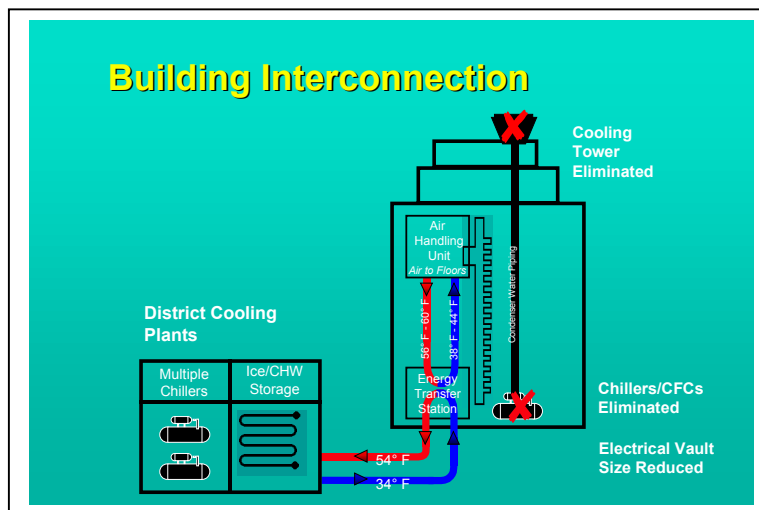 Building Interconnection
Cooling
Tower
Eliminated
Air
Handling
Unit
Air to Floors
Condenser Water Piping
56° F - 60° F
38° F - 44° F
District Cooling
Plants
Multiple
Chillers
Ice/CHW
Storage
Energy
Transfer
Station
Chillers/CFCs
Eliminated
Electrical Vault
Size Reduced
54° F
34° F